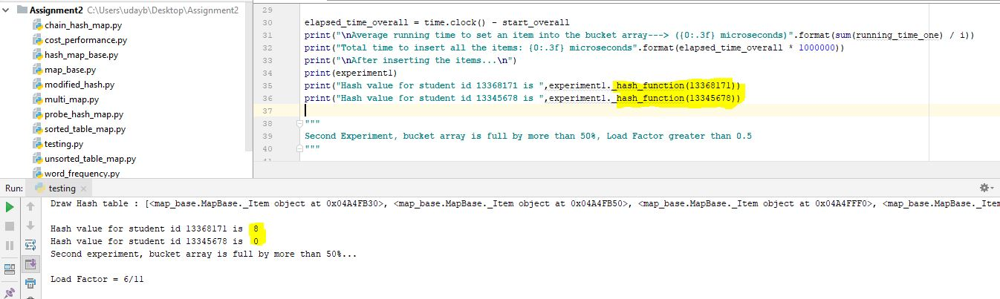 Assignment2 C:\Users\udayb\Desktop\Assignment2
chain_hash_map.py
cost_performance.py
hash_map_base.py
map_base.py
modified_hash.py
multi_map.py
probe_hash_map.py
sorted_table_map.py
testing.py
unsorted_table_map.py
word_frequency.py
29
30 elapsed_time_overall = time.clock() - start_overall
31 print("\nAverage running time to set an item into the bucket array---> ({0:.3f} microseconds)".format(sum(running_time_one) / i))
32 print("Total time to insert all the items: {0:.3f} microseconds".format(elapsed_time_overall * 1000000))
33 print("\nAfter inserting the items...\n")
34 print(experiment1)
35 print("Hash value for student id 13368171 is ",experiment1._hash_function(13368171))
36 print("Hash value for student id 13345678 is ",experiment1._hash_function(13345678))
37
38 """
39 Second Experiment, bucket array is full by more than 50%, Load Factor greater than 0.5
40 """
41
Run: testing
Draw Hash table : [<map_base.MapBase._Item object at 0x04A4FB30>, <map_base.MapBase._Item object at 0x04A4FB50>, <map_base.MapBase._Item object at 0x04A4FFF0>, <map_base.MapBase._Item
Hash value for student id 13368171 is 8
Hash value for student id 13345678 is 0
Second experiment, bucket array is full by more than 50%...
Load Factor = 6/11